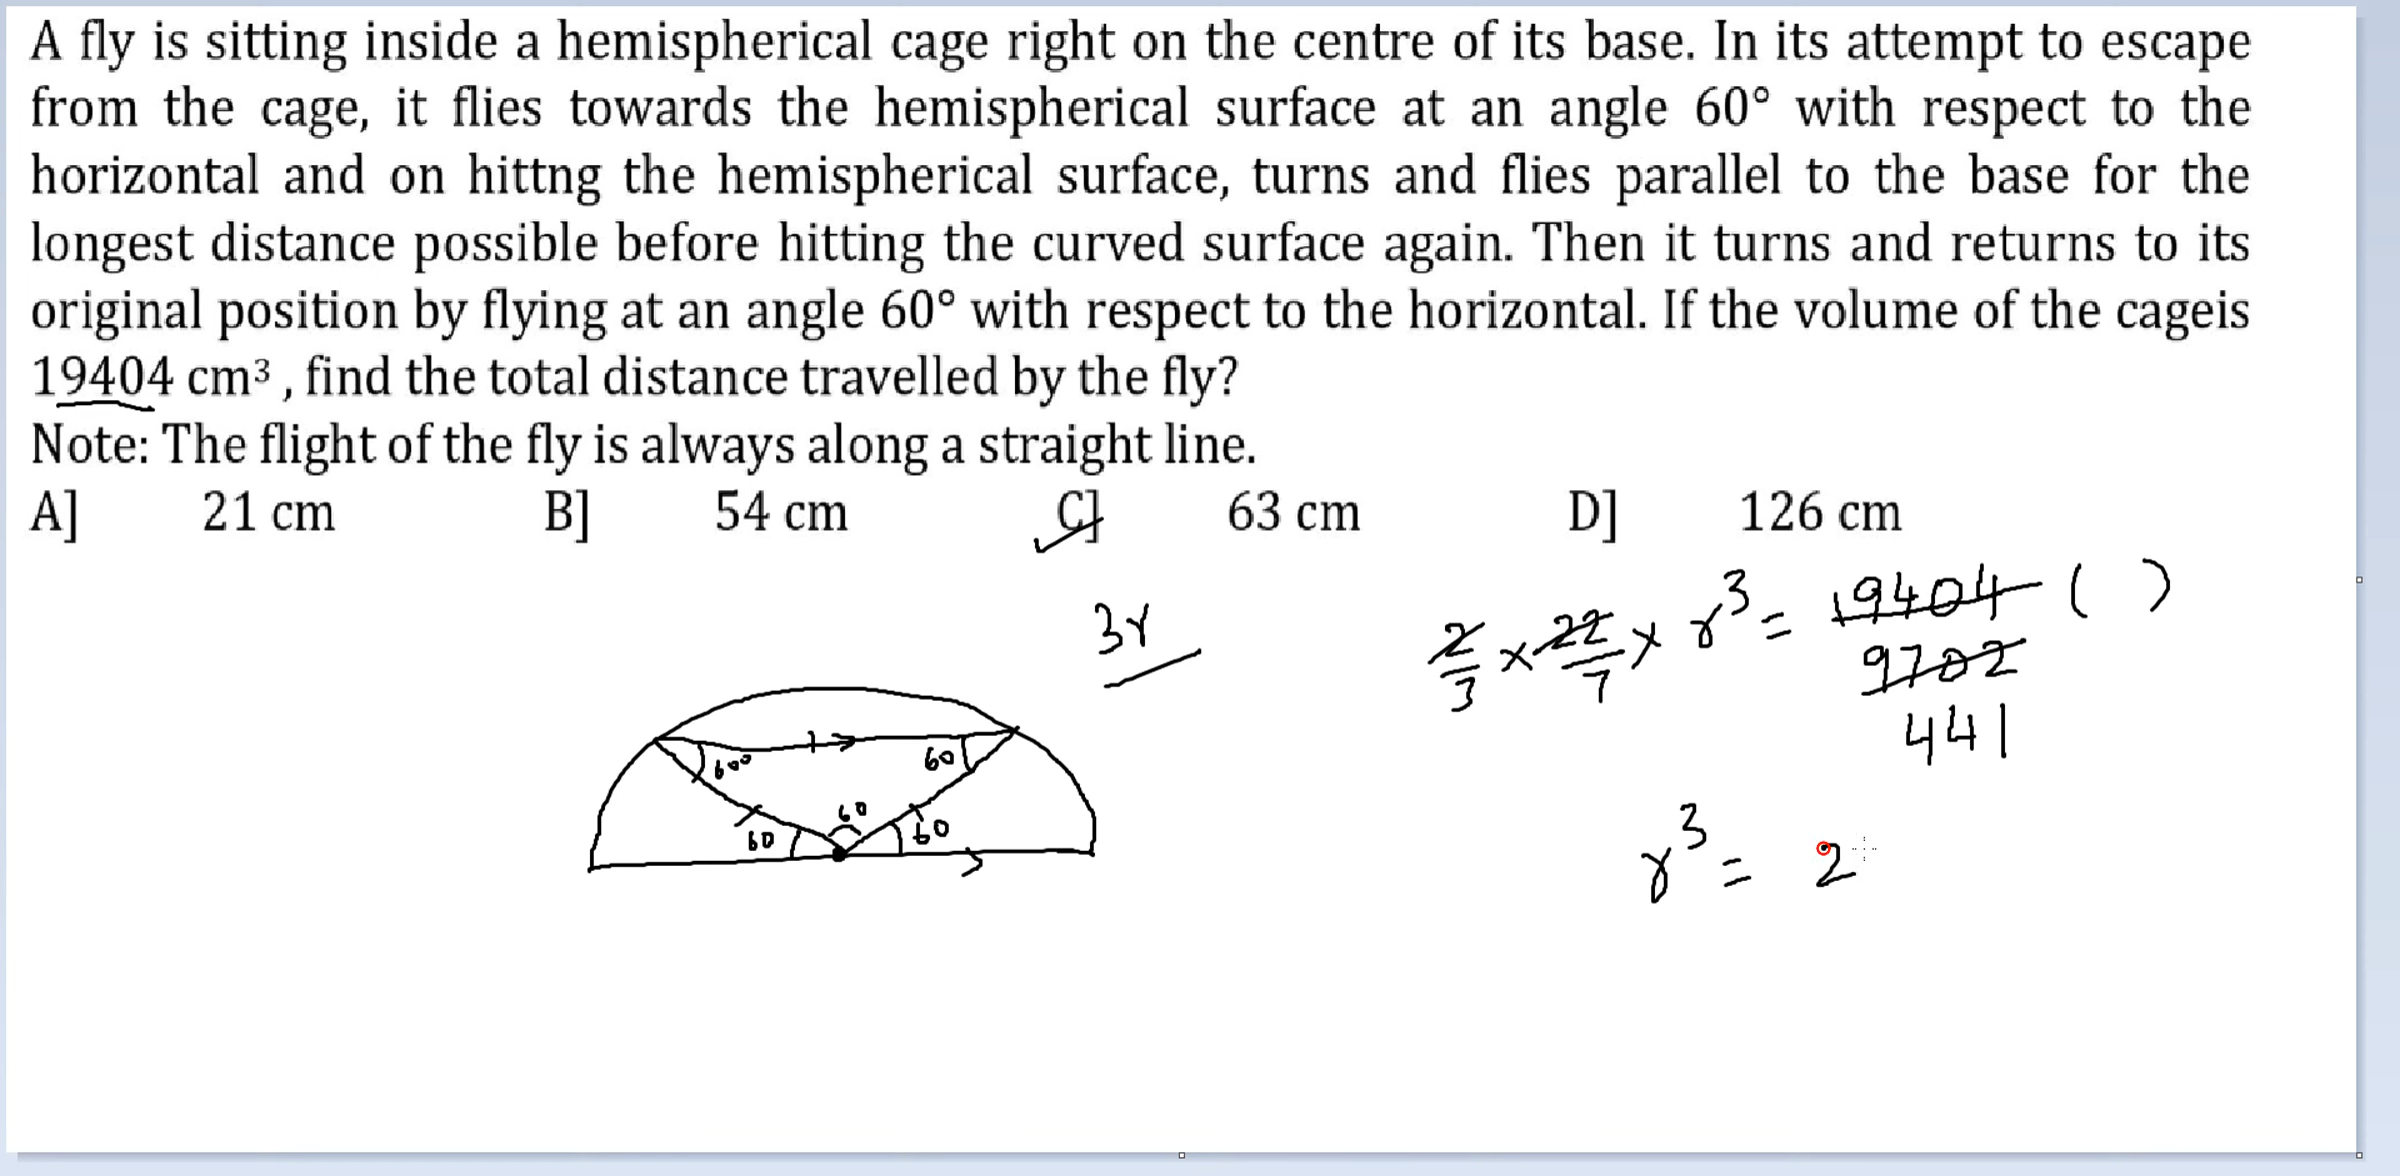 A fly is sitting inside a hemispherical cage right on the centre of its base. In its attempt to escape
from the cage, it flies towards the hemispherical surface at an angle 60° with respect to the
horizontal and on hittng the hemispherical surface, turns and flies parallel to the base for the
longest distance possible before hitting the curved surface again. Then it turns and returns to its
original position by flying at an angle 60° with respect to the horizontal. If the volume of the cageis
19404 cm³ , find the total distance travelled by the fly?
Note: The flight of the fly is always along a straight line.
A] 21 cm B] 54 cm C] 63 cm D] 126 cm
3r
2/3 × 22/7 × r³ = 19404 ( )
9702
441
60° 60
60 60 60
r³ = 2